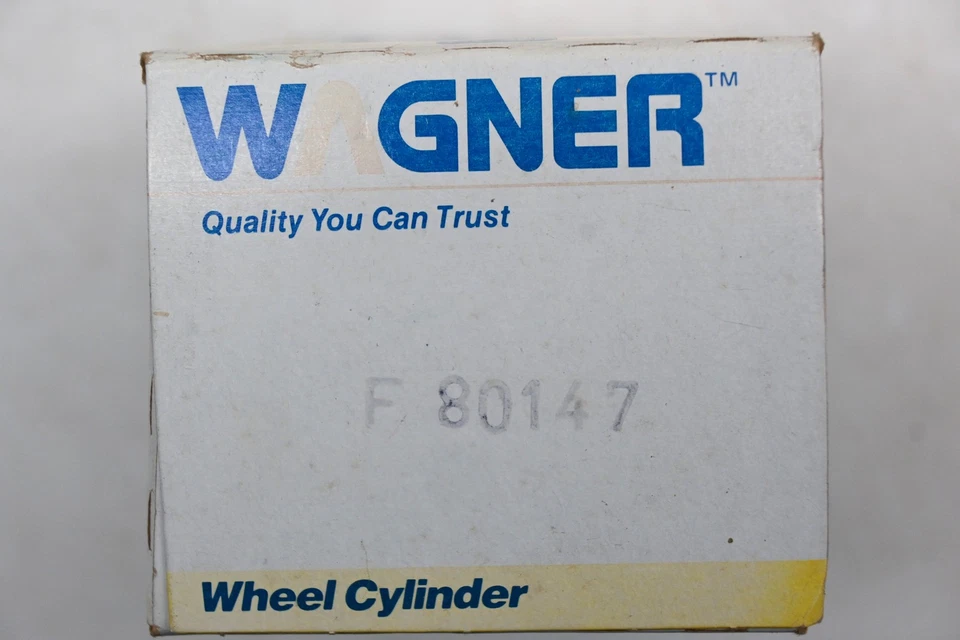 WAGNER™
Quality You Can Trust
F 80147
Wheel Cylinder